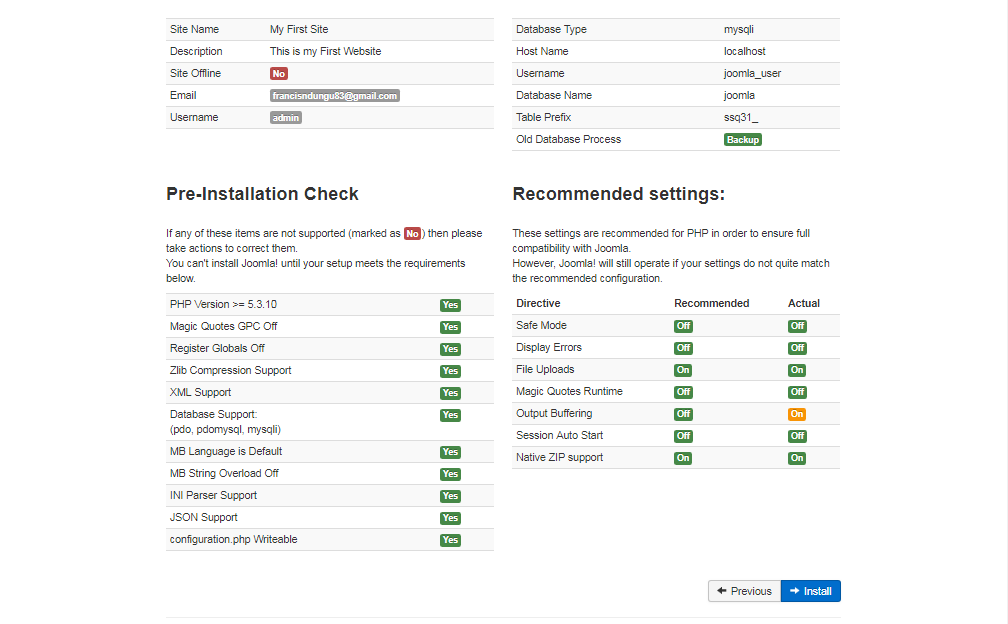 Site Name My First Site
Description This is my First Website
Site Offline No
Email francisndungu83@gmail.com
Username admin
Database Type mysqli
Host Name localhost
Username joomla_user
Database Name joomla
Table Prefix ssq31_
Old Database Process Backup
Pre-Installation Check
If any of these items are not supported (marked as No) then please
take actions to correct them.
You can't install Joomla! until your setup meets the requirements
below.
PHP Version >= 5.3.10 Yes
Magic Quotes GPC Off Yes
Register Globals Off Yes
Zlib Compression Support Yes
XML Support Yes
Database Support: Yes
(pdo, pdomysql, mysqli)
MB Language is Default Yes
MB String Overload Off Yes
INI Parser Support Yes
JSON Support Yes
configuration.php Writeable Yes
Recommended settings:
These settings are recommended for PHP in order to ensure full
compatibility with Joomla.
However, Joomla! will still operate if your settings do not quite match
the recommended configuration.
Directive Recommended Actual
Safe Mode Off Off
Display Errors Off Off
File Uploads On On
Magic Quotes Runtime Off Off
Output Buffering Off On
Session Auto Start Off Off
Native ZIP support On On
Previous Install